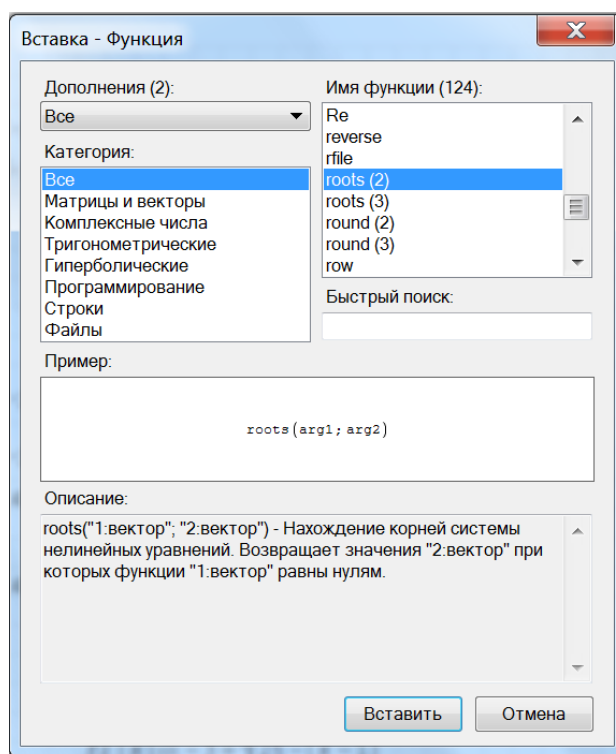 Вставка - Функция
Дополнения (2):
Все
Категория:
Все
Матрицы и векторы
Комплексные числа
Тригонометрические
Гиперболические
Программирование
Строки
Файлы
Имя функции (124):
Re
reverse
rfile
roots (2)
roots (3)
round (2)
round (3)
row
Быстрый поиск:
Пример:
roots(arg1; arg2)
Описание:
roots("1:вектор"; "2:вектор") - Нахождение корней системы
нелинейных уравнений. Возвращает значения "2:вектор" при
которых функции "1:вектор" равны нулям.
Вставить
Отмена